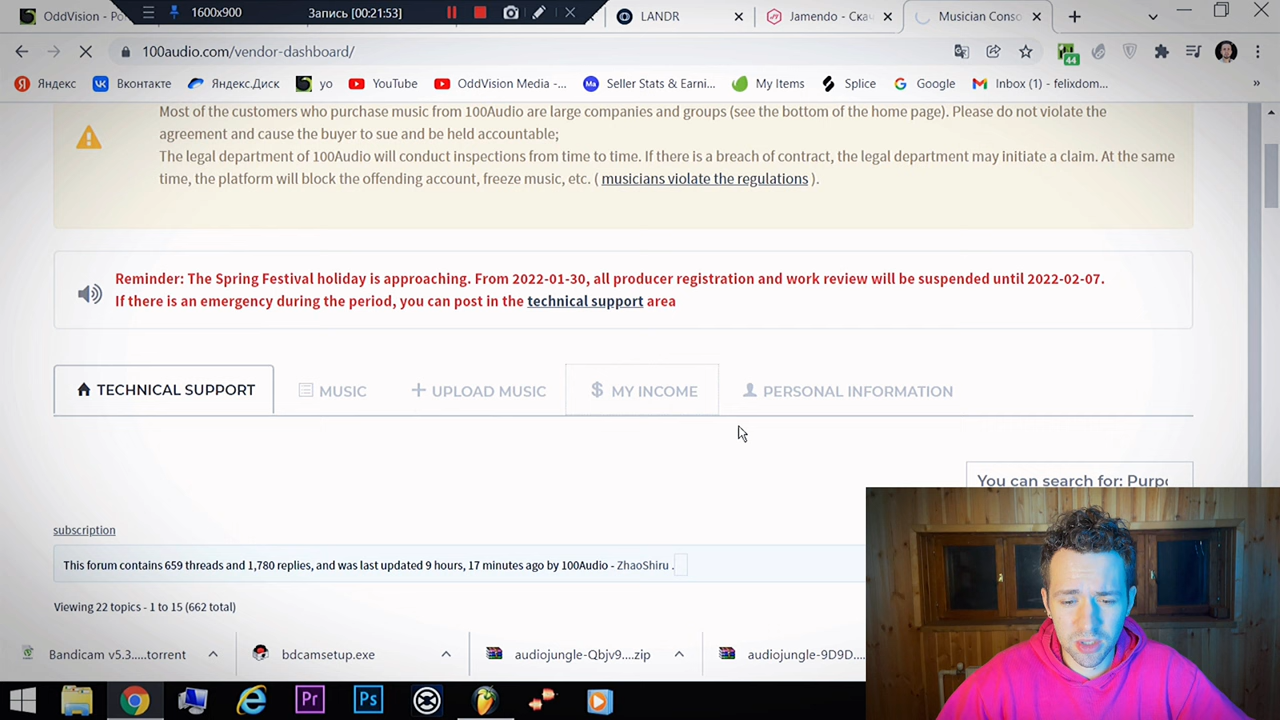 OddVision - Po
1600x900
Запись [00:21:53]
LANDR
Jamendo - Ска
Musician Conso
100audio.com/vendor-dashboard/
44
Яндекс
Вконтакте
Яндекс.Диск
yo
YouTube
OddVision Media -...
Ma
Seller Stats & Earni...
My Items
Splice
Google
Inbox (1) - felixdom...
»
Most of the customers who purchase music from 100Audio are large companies and groups (see the bottom of the home page). Please do not violate the
agreement and cause the buyer to sue and be held accountable;
The legal department of 100Audio will conduct inspections from time to time. If there is a breach of contract, the legal department may initiate a claim. At the same
time, the platform will block the offending account, freeze music, etc. ( musicians violate the regulations ).
Reminder: The Spring Festival holiday is approaching. From 2022-01-30, all producer registration and work review will be suspended until 2022-02-07.
If there is an emergency during the period, you can post in the technical support area
TECHNICAL SUPPORT
MUSIC
UPLOAD MUSIC
MY INCOME
PERSONAL INFORMATION
You can search for: Purpo
subscription
This forum contains 659 threads and 1,780 replies, and was last updated 9 hours, 17 minutes ago by 100Audio - ZhaoShiru .
Viewing 22 topics - 1 to 15 (662 total)
Bandicam v5.3.....torrent
bdcamsetup.exe
audiojungle-Qbjv9....zip
audiojungle-9D9D...
Pr
Ps